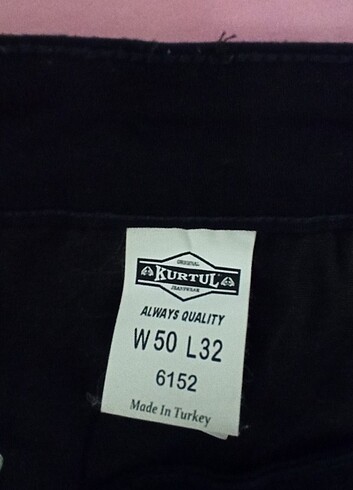 ORIGINAL
KURTUL
JEANSWEAR
ALWAYS QUALITY
W 50 L32
6152
Made In Turkey